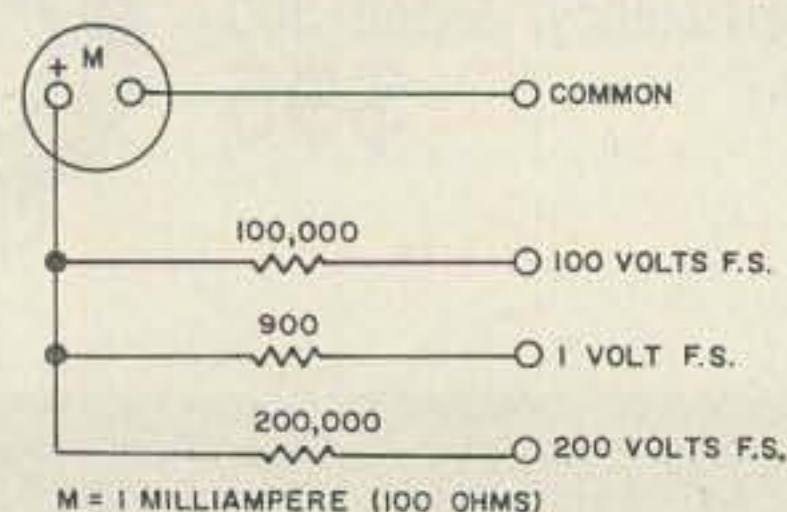 + M
COMMON
100,000
100 VOLTS F.S.
900
1 VOLT F.S.
200,000
200 VOLTS F.S.
M = 1 MILLIAMPERE (100 OHMS)